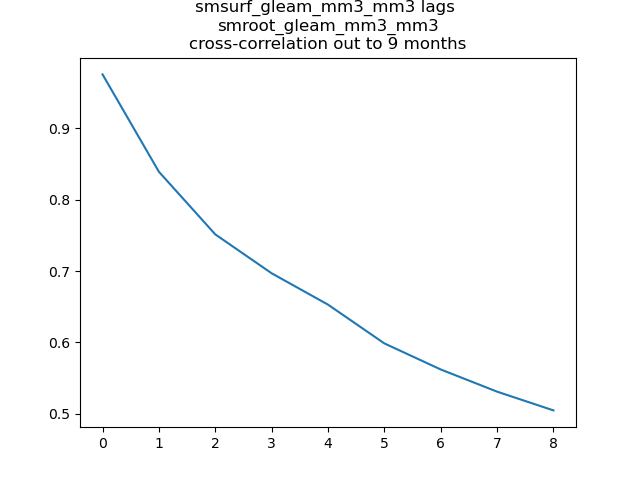 smsurf_gleam_mm3_mm3 lags
smroot_gleam_mm3_mm3
cross-correlation out to 9 months
0.9
0.8
0.7
0.6
0.5
0 1 2 3 4 5 6 7 8